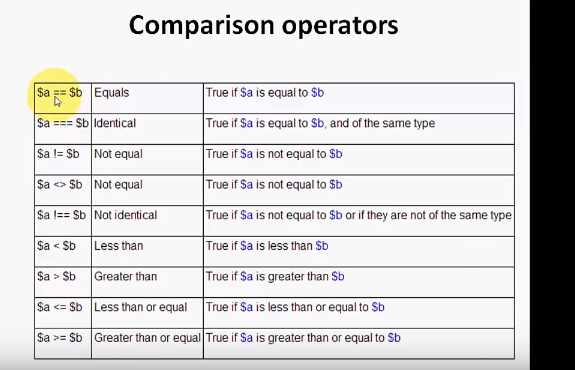 Comparison operators
$a == $b Equals True if $a is equal to $b
$a === $b Identical True if $a is equal to $b, and of the same type
$a != $b Not equal True if $a is not equal to $b
$a <> $b Not equal True if $a is not equal to $b
$a !== $b Not identical True if $a is not equal to $b or if they are not of the same type
$a < $b Less than True if $a is less than $b
$a > $b Greater than True if $a is greater than $b
$a <= $b Less than or equal True if $a is less than or equal to $b
$a >= $b Greater than or equal True if $a is greater than or equal to $b